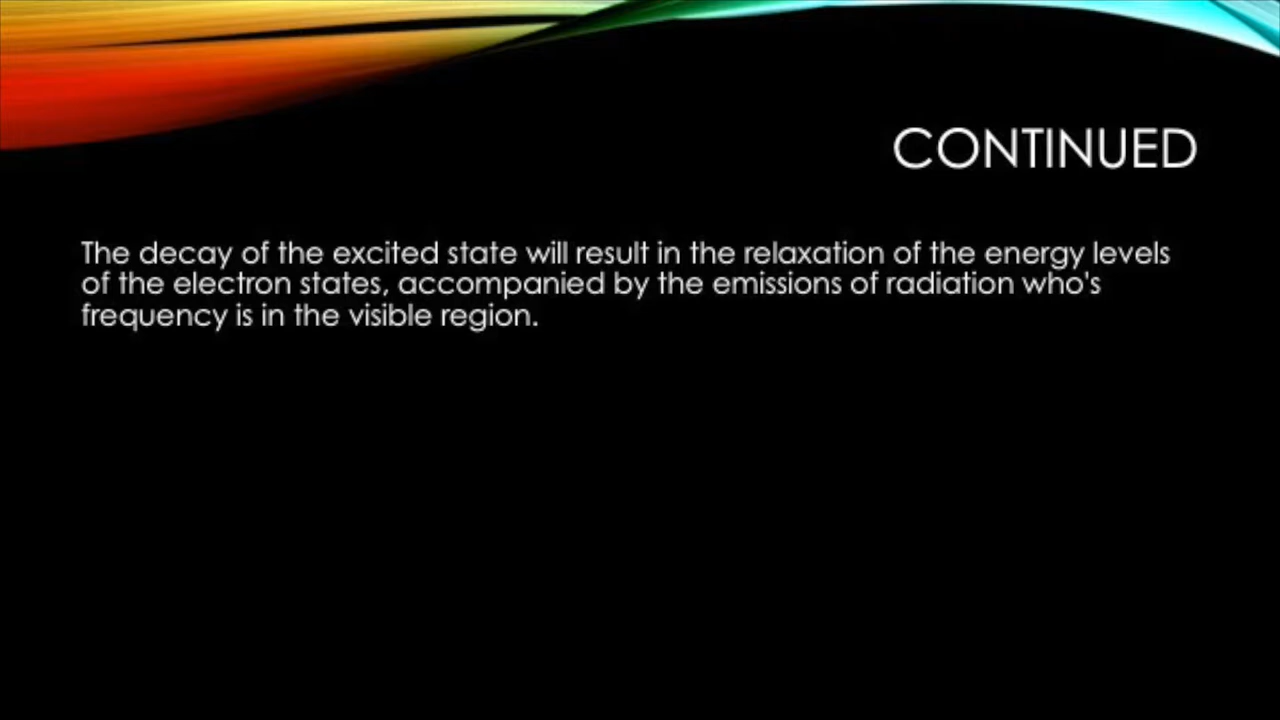 CONTINUED
The decay of the excited state will result in the relaxation of the energy levels
of the electron states, accompanied by the emissions of radiation who's
frequency is in the visible region.